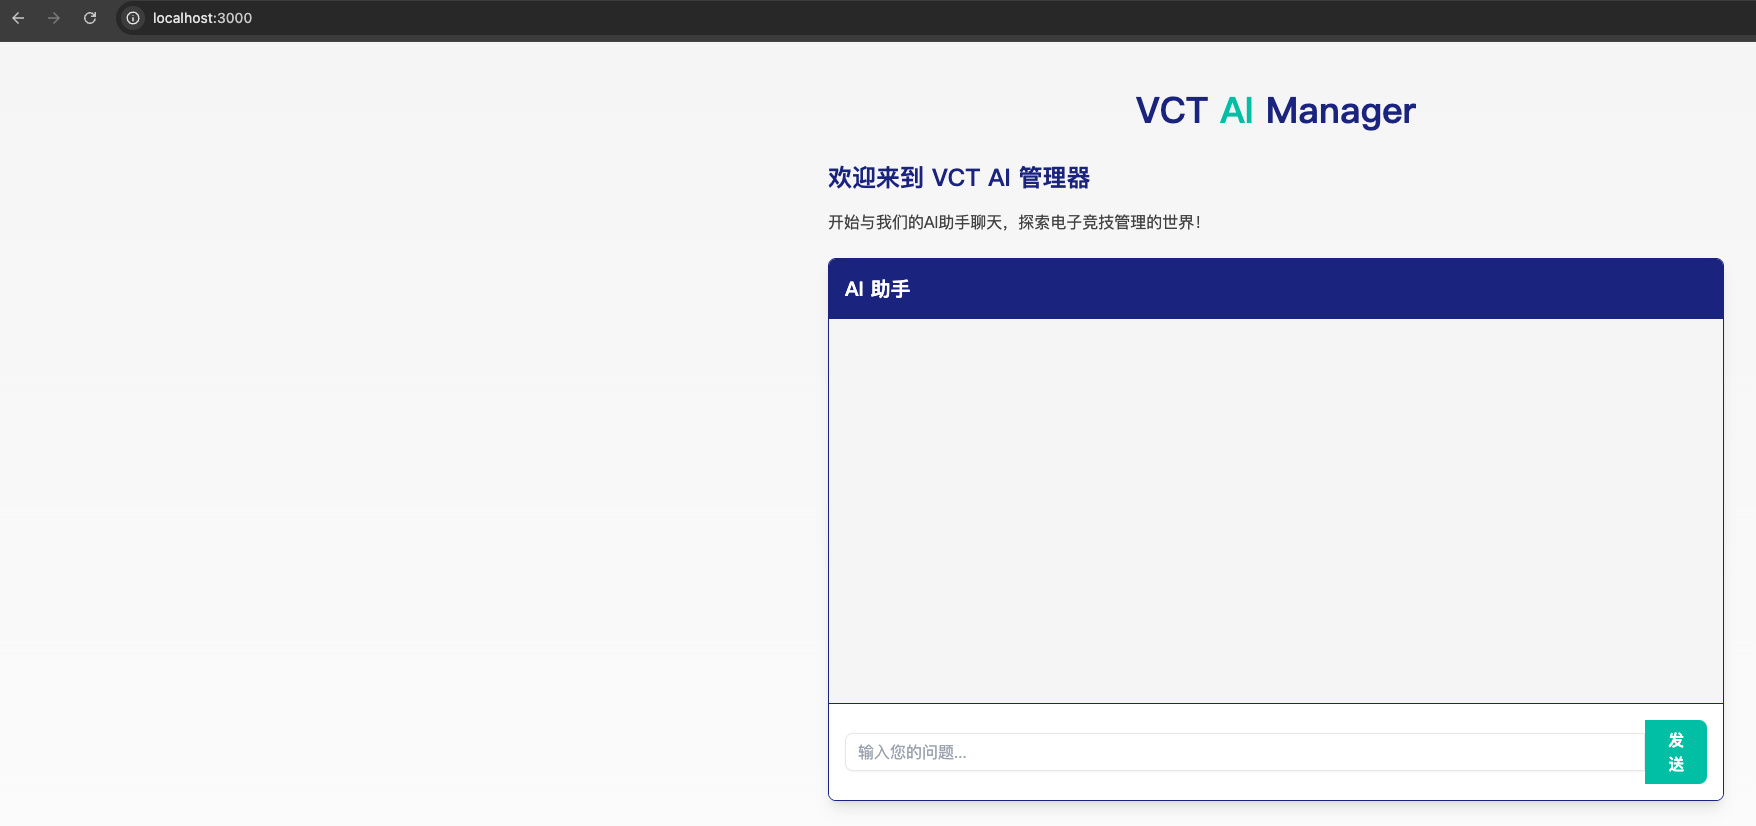 localhost:3000
VCT AI Manager
欢迎来到 VCT AI 管理器
开始与我们的AI助手聊天，探索电子竞技管理的世界！
AI 助手
输入您的问题...
发
送